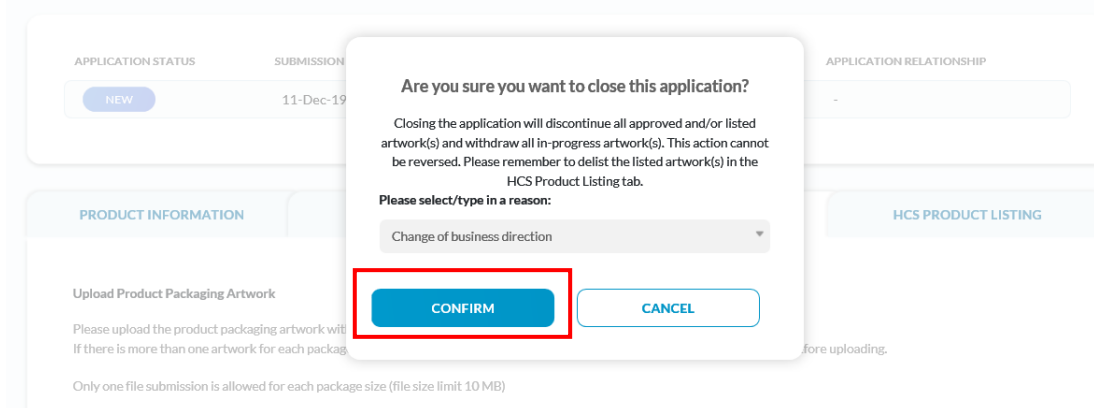 APPLICATION STATUS
SUBMISSION
APPLICATION RELATIONSHIP
NEW
11-Dec-19
-
Are you sure you want to close this application?
Closing the application will discontinue all approved and/or listed
artwork(s) and withdraw all in-progress artwork(s). This action cannot
be reversed. Please remember to delist the listed artwork(s) in the
HCS Product Listing tab.
Please select/type in a reason:
Change of business direction
CONFIRM
CANCEL
PRODUCT INFORMATION
HCS PRODUCT LISTING
Upload Product Packaging Artwork
Please upload the product packaging artwork
If there is more than one artwork for each
before uploading.
Only one file submission is allowed for each package size (file size limit 10 MB)